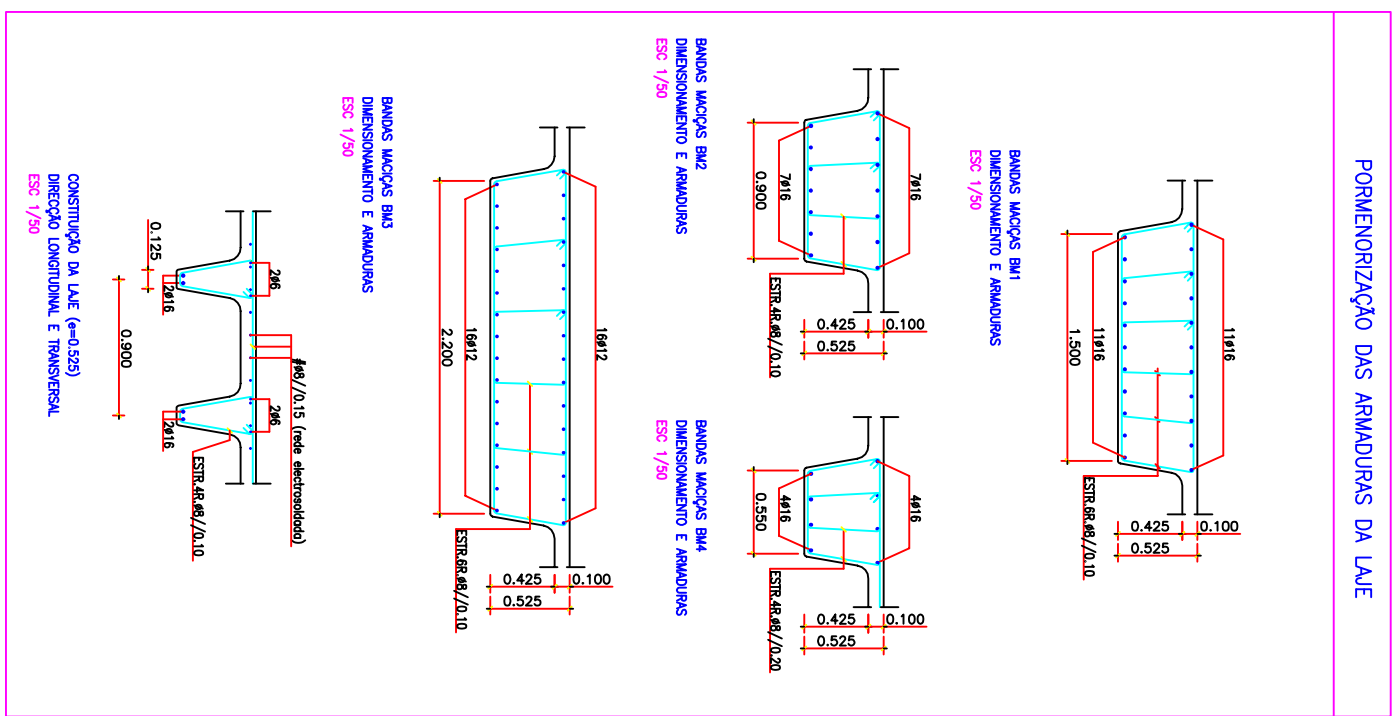 PORMENORIZAÇÃO DAS ARMADURAS DA LAJE
11Ø16
11Ø16
1.500
ESTR.6R.Ø8//0.10
0.425
0.100
0.525
BANDAS MACIÇAS BM1
DIMENSIONAMENTO E ARMADURAS
ESC 1/50
7Ø16
7Ø16
0.900
ESTR.4R.Ø8//0.10
0.425
0.100
0.525
BANDAS MACIÇAS BM2
DIMENSIONAMENTO E ARMADURAS
ESC 1/50
4Ø16
4Ø16
0.550
ESTR.4R.Ø8//0.20
0.425
0.100
0.525
BANDAS MACIÇAS BM4
DIMENSIONAMENTO E ARMADURAS
ESC 1/50
16Ø12
16Ø12
2.200
ESTR.6R.Ø8//0.10
0.425
0.100
0.525
BANDAS MACIÇAS BM3
DIMENSIONAMENTO E ARMADURAS
ESC 1/50
#Ø8//0.15 (rede electrosoldada)
2Ø6
2Ø6
2Ø16
2Ø16
ESTR.4R.Ø8//0.10
0.125
0.900
CONSTITUIÇÃO DA LAJE (e=0.525)
DIRECÇÃO LONGITUDINAL E TRANSVERSAL
ESC 1/50